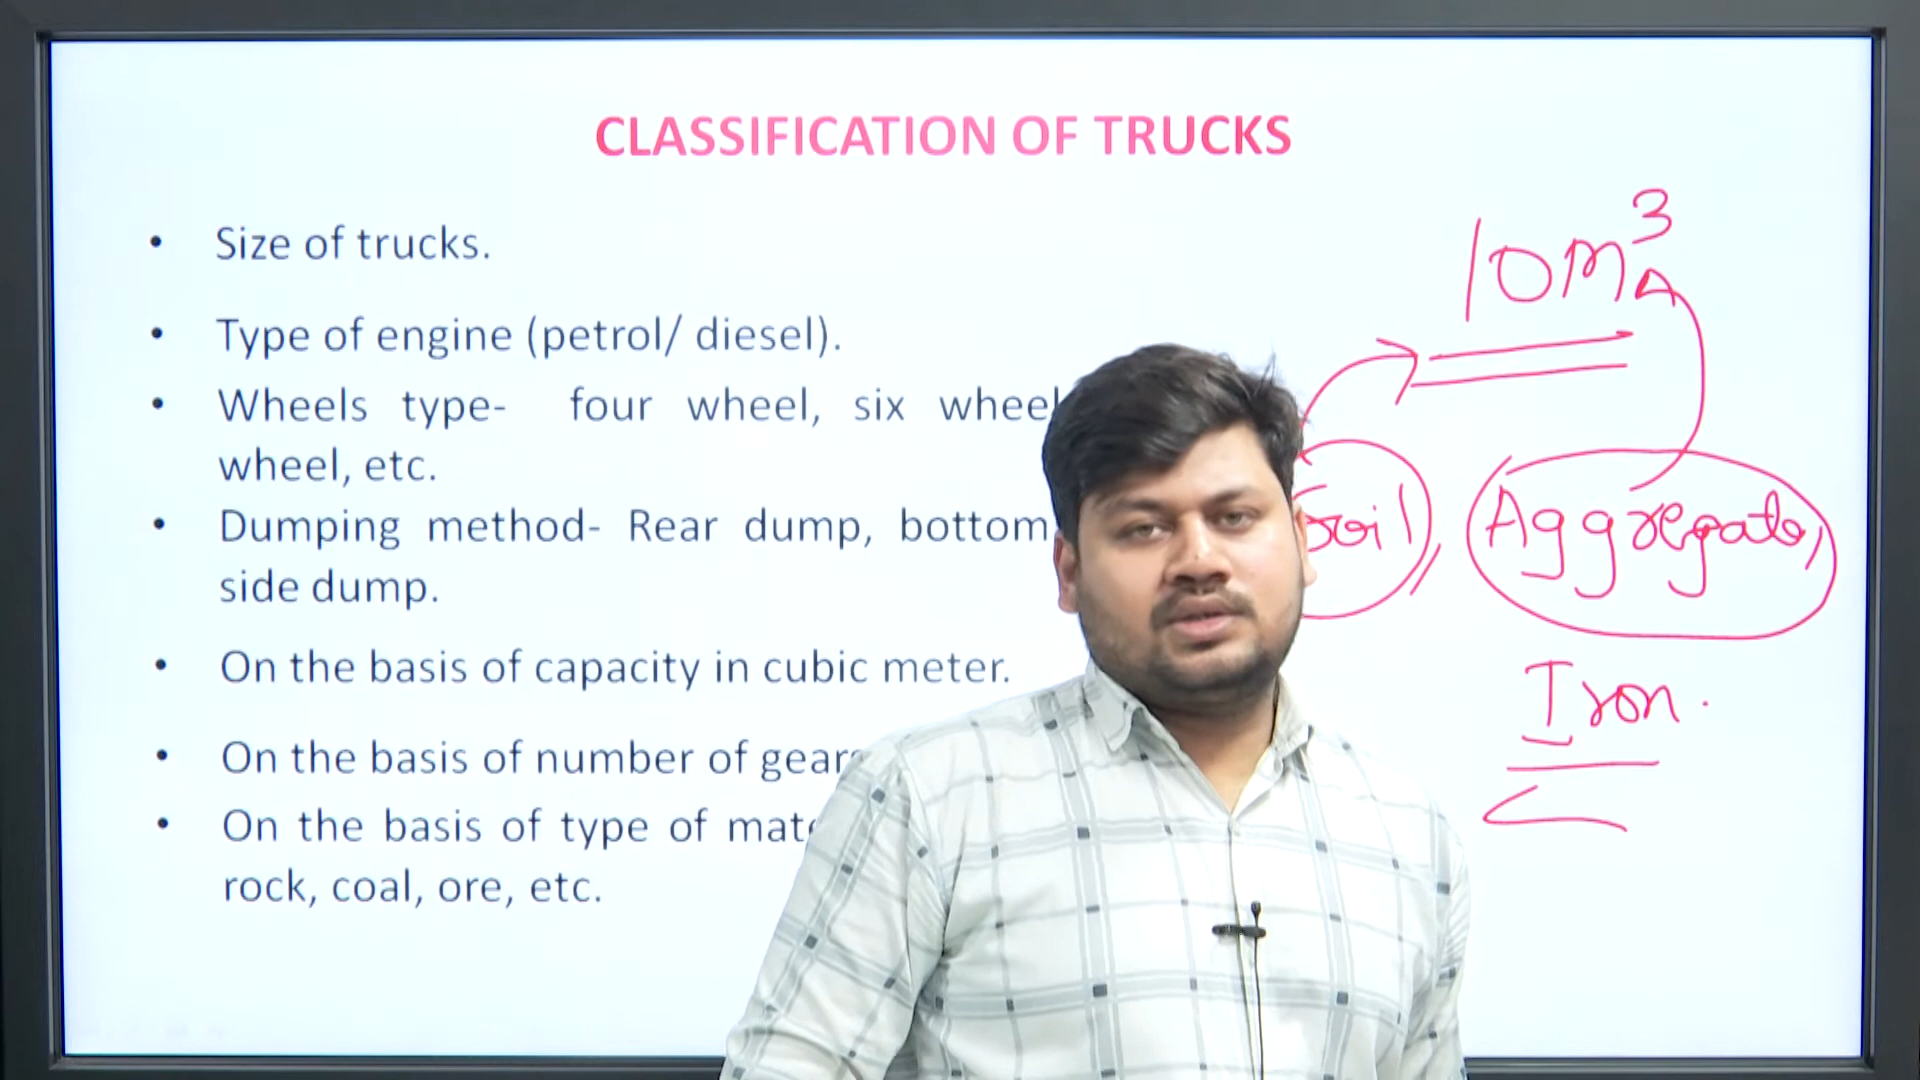 CLASSIFICATION OF TRUCKS
• Size of trucks.
• Type of engine (petrol/ diesel).
• Wheels type- four wheel, six wheel
wheel, etc.
• Dumping method- Rear dump, bottom
side dump.
• On the basis of capacity in cubic meter.
• On the basis of number of gear
• On the basis of type of
rock, coal, ore, etc.
10m³
Soil, Aggregate,
Iron.